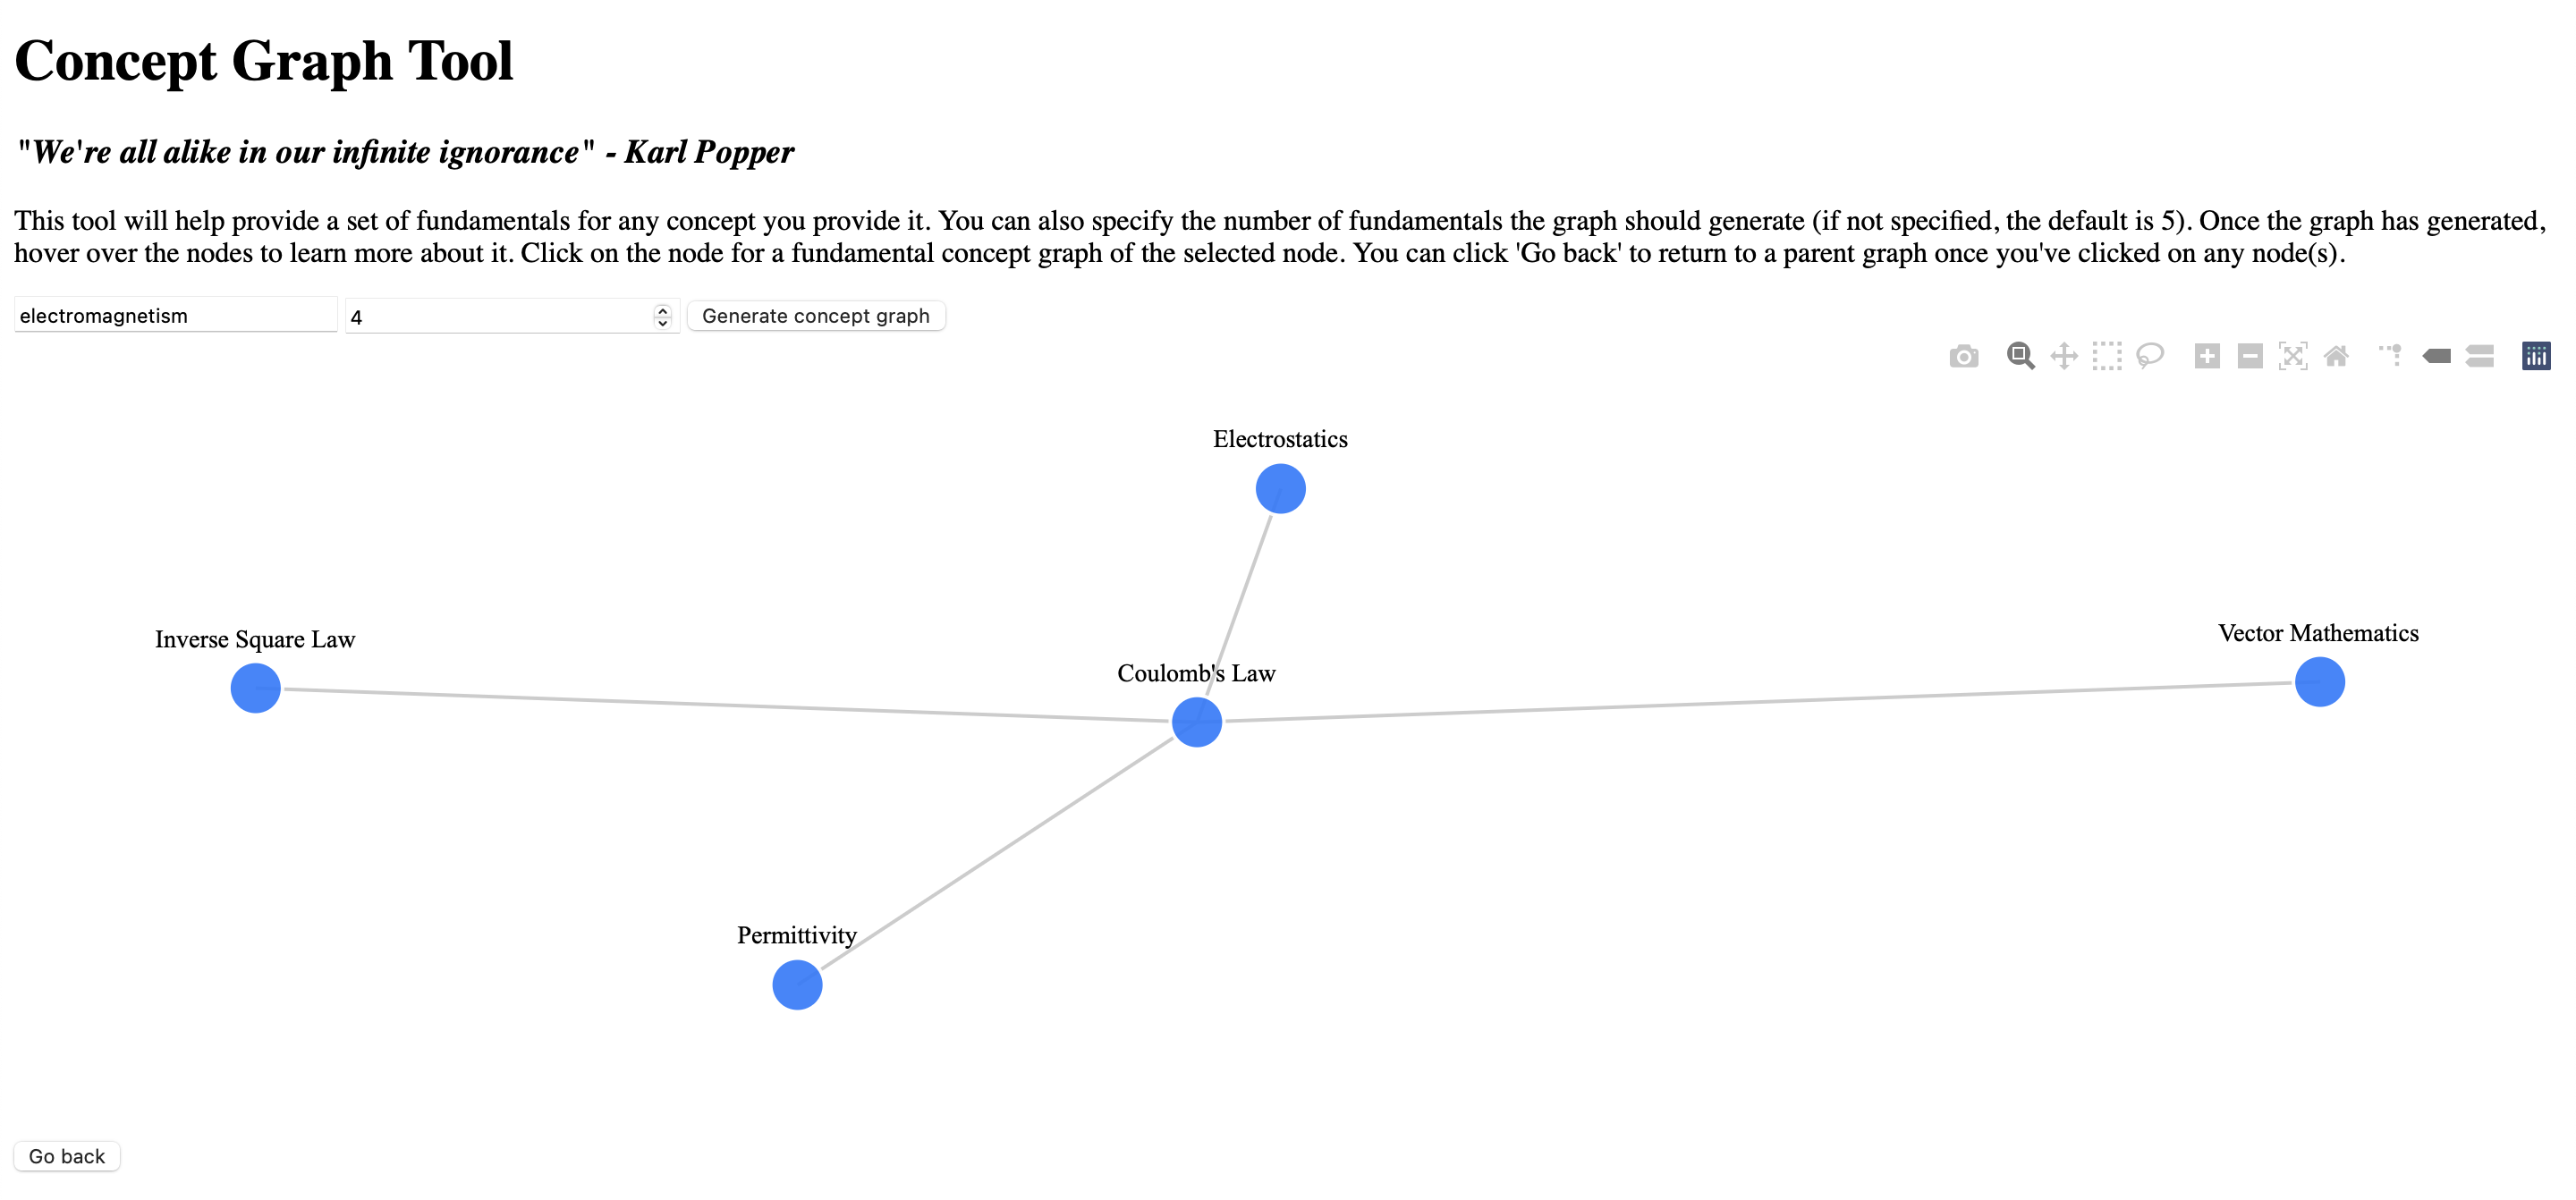 Concept Graph Tool
"We're all alike in our infinite ignorance" - Karl Popper
This tool will help provide a set of fundamentals for any concept you provide it. You can also specify the number of fundamentals the graph should generate (if not specified, the default is 5). Once the graph has generated,
hover over the nodes to learn more about it. Click on the node for a fundamental concept graph of the selected node. You can click 'Go back' to return to a parent graph once you've clicked on any node(s).
electromagnetism 4 Generate concept graph
Electrostatics
Inverse Square Law
Vector Mathematics
Coulomb's Law
Permittivity
Go back